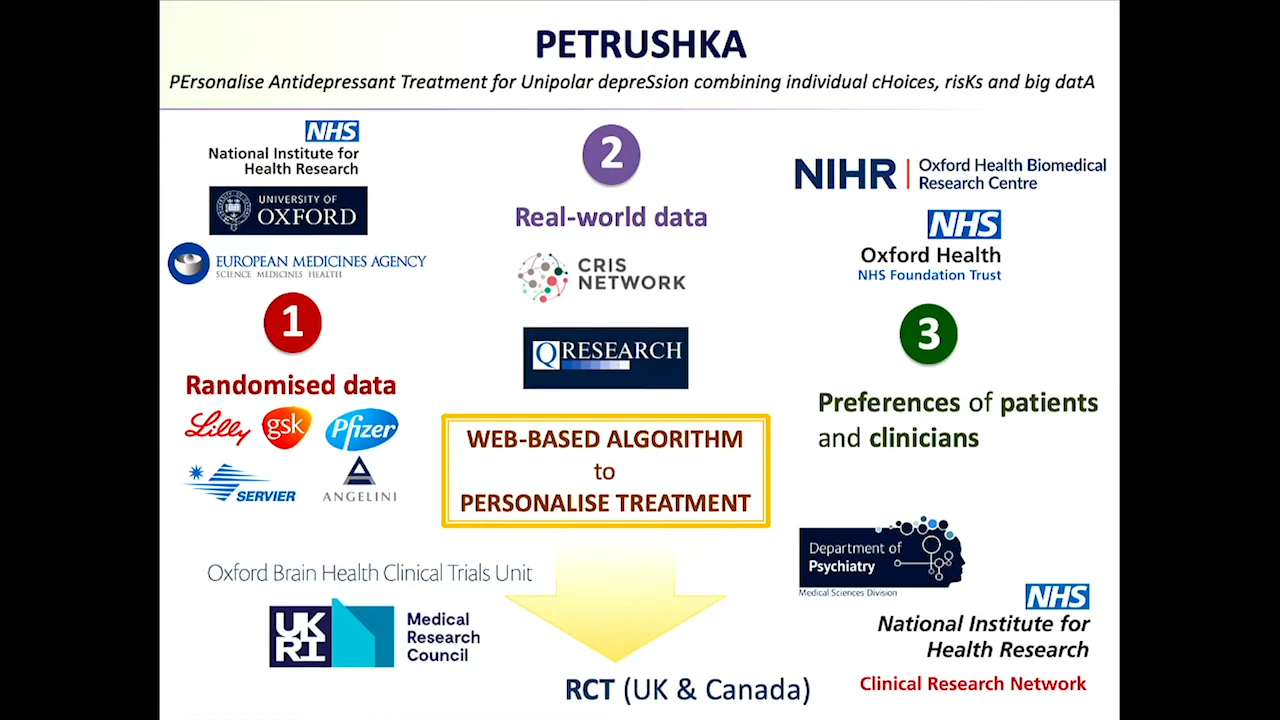 PETRUSHKA
PErsonalise Antidepressant Treatment for Unipolar depreSsion combining individual cHoices, risKs and big datA
NHS
National Institute for
Health Research
UNIVERSITY OF
OXFORD
EUROPEAN MEDICINES AGENCY
SCIENCE MEDICINES HEALTH
1
Randomised data
Lilly
gsk
Pfizer
SERVIER
ANGELINI
2
Real-world data
CRIS
NETWORK
QRESEARCH
NIHR | Oxford Health Biomedical
Research Centre
NHS
Oxford Health
NHS Foundation Trust
3
Preferences of patients
and clinicians
WEB-BASED ALGORITHM
to
PERSONALISE TREATMENT
Oxford Brain Health Clinical Trials Unit
UK
RI
Medical
Research
Council
Department of
Psychiatry
Medical Sciences Division
NHS
National Institute for
Health Research
Clinical Research Network
RCT (UK & Canada)